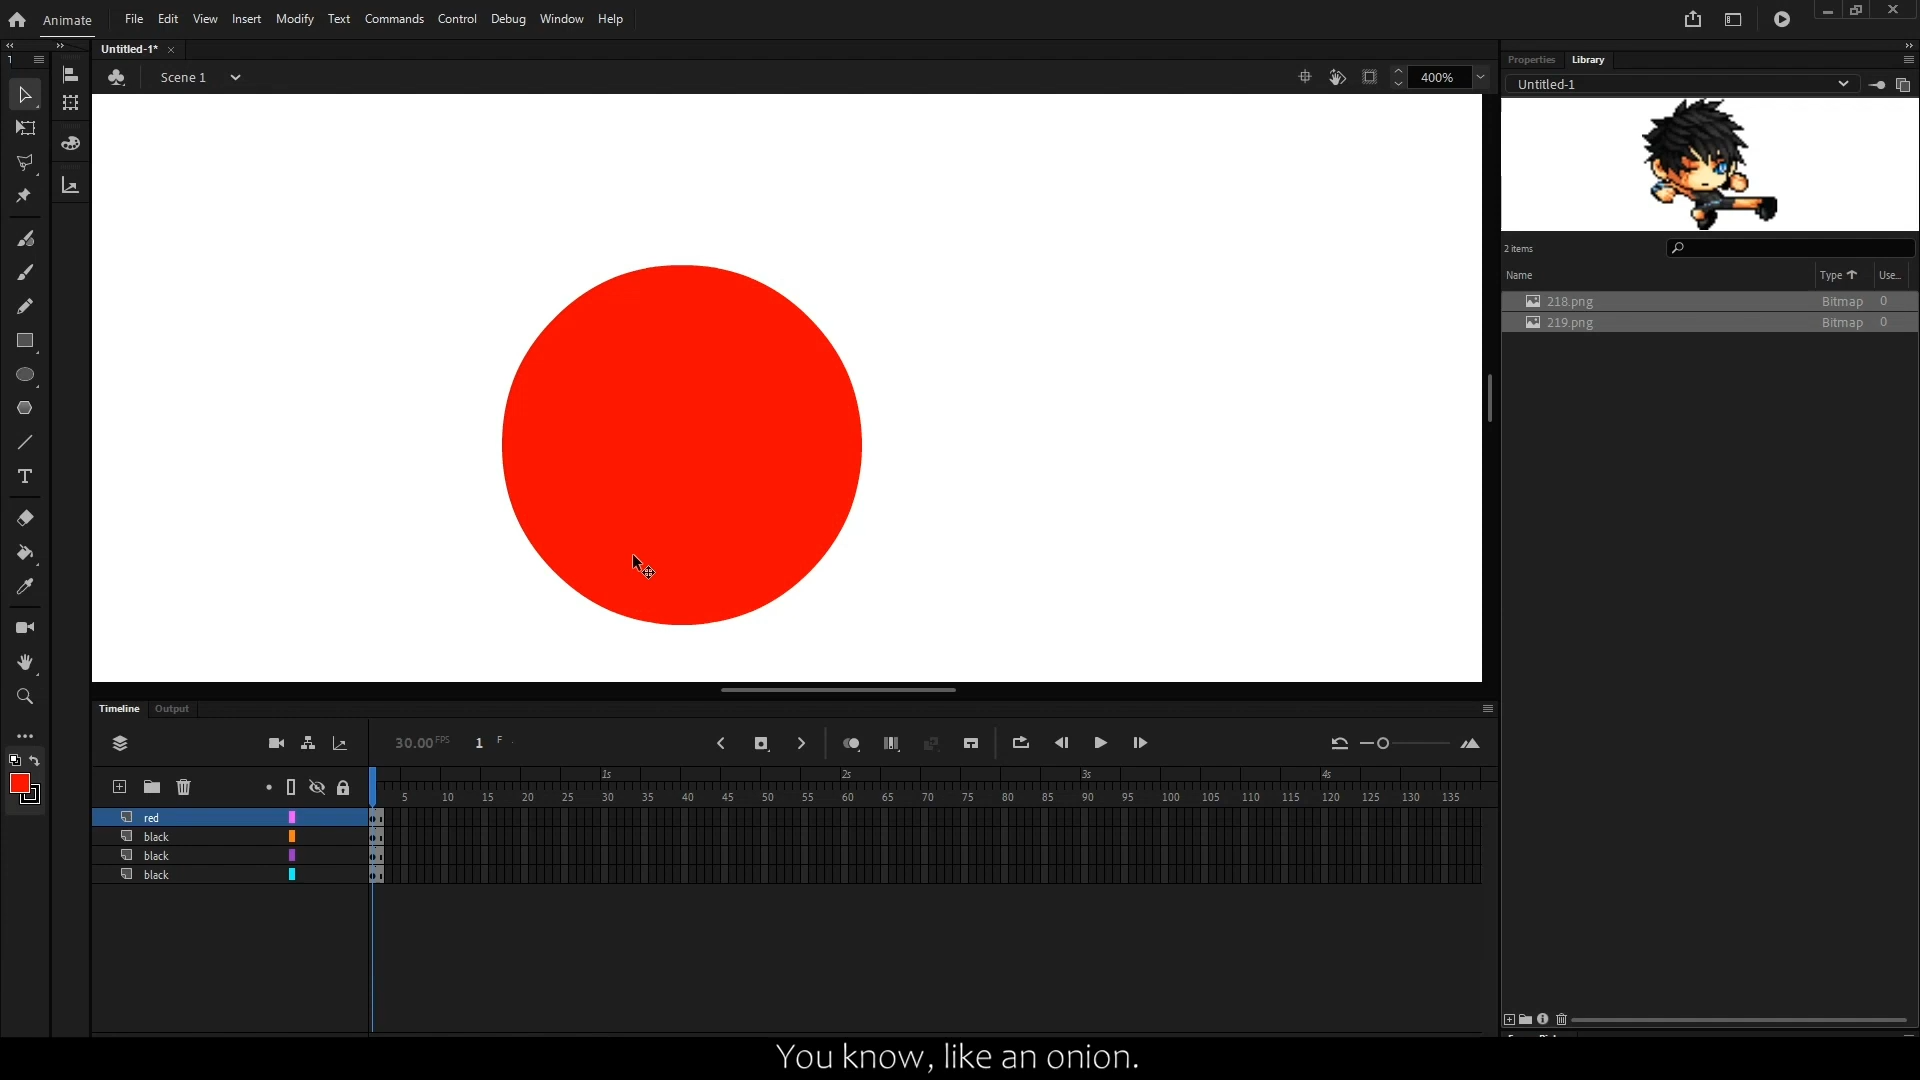 Animate File Edit View Insert Modify Text Commands Control Debug Window Help
Untitled-1*
Scene 1 400%
Properties Library
Untitled-1
2 items
Name Type Use...
218.png Bitmap 0
219.png Bitmap 0
Timeline Output
30.00 FPS 1 F
1s 2s 3s 4s
5 10 15 20 25 30 35 40 45 50 55 60 65 70 75 80 85 90 95 100 105 110 115 120 125 130 135
red
black
black
black
You know, like an onion.